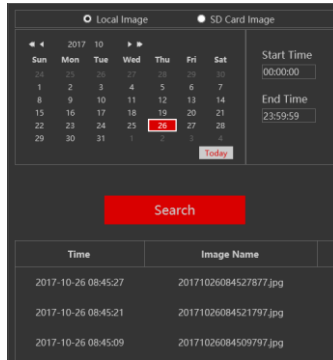 Local Image SD Card Image
2017 10
Sun Mon Tue Wed Thu Fri Sat
24 25 26 27 28 29 30
1 2 3 4 5 6 7
8 9 10 11 12 13 14
15 16 17 18 19 20 21
22 23 24 25 26 27 28
29 30 31 1 2 3 4
Today
Start Time
00:00:00
End Time
23:59:59
Search
Time Image Name
2017-10-26 08:45:27 20171026084527877.jpg
2017-10-26 08:45:21 20171026084521797.jpg
2017-10-26 08:45:09 20171026084509797.jpg